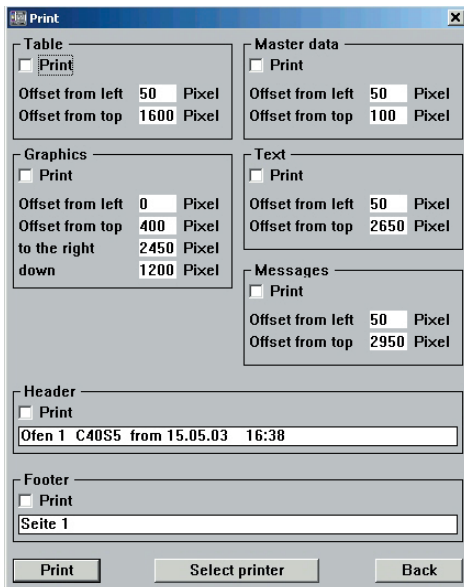 Print
Table
Print
Offset from left 50 Pixel
Offset from top 1600 Pixel
Master data
Print
Offset from left 50 Pixel
Offset from top 100 Pixel
Graphics
Print
Offset from left 0 Pixel
Offset from top 400 Pixel
to the right 2450 Pixel
down 1200 Pixel
Text
Print
Offset from left 50 Pixel
Offset from top 2650 Pixel
Messages
Print
Offset from left 50 Pixel
Offset from top 2950 Pixel
Header
Print
Ofen 1 C40S5 from 15.05.03 16:38
Footer
Print
Seite 1
Print Select printer Back